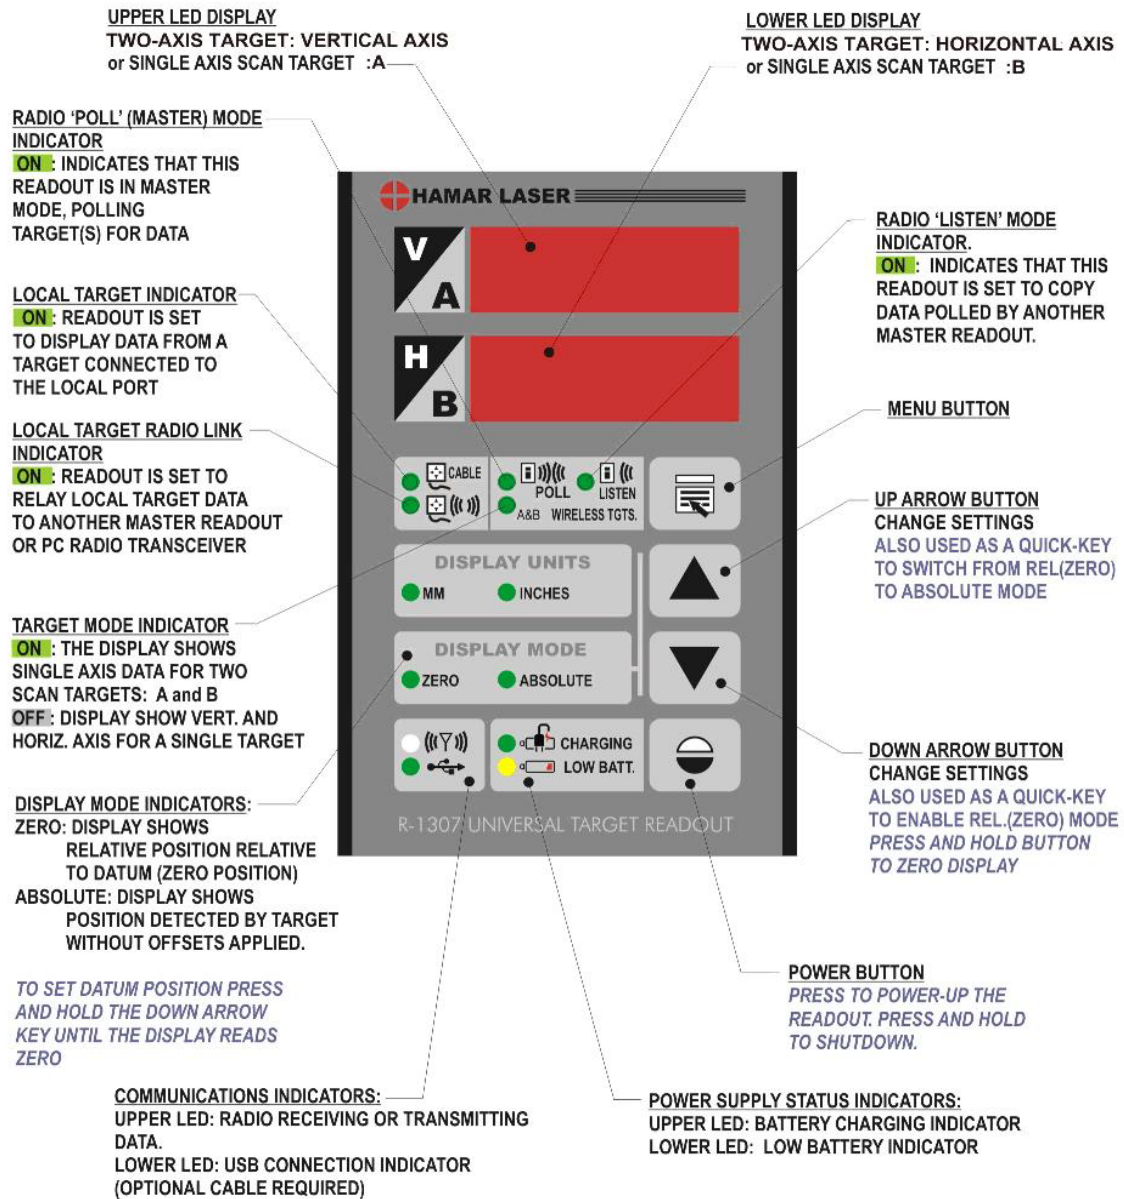 UPPER LED DISPLAY
TWO-AXIS TARGET: VERTICAL AXIS
or SINGLE AXIS SCAN TARGET :A
LOWER LED DISPLAY
TWO-AXIS TARGET: HORIZONTAL AXIS
or SINGLE AXIS SCAN TARGET :B
RADIO ‘POLL’ (MASTER) MODE
INDICATOR
ON : INDICATES THAT THIS
READOUT IS IN MASTER
MODE, POLLING
TARGET(S) FOR DATA
LOCAL TARGET INDICATOR
ON : READOUT IS SET
TO DISPLAY DATA FROM A
TARGET CONNECTED TO
THE LOCAL PORT
LOCAL TARGET RADIO LINK
INDICATOR
ON : READOUT IS SET TO
RELAY LOCAL TARGET DATA
TO ANOTHER MASTER READOUT
OR PC RADIO TRANSCEIVER
TARGET MODE INDICATOR
ON : THE DISPLAY SHOWS
SINGLE AXIS DATA FOR TWO
SCAN TARGETS: A and B
OFF : DISPLAY SHOW VERT. AND
HORIZ. AXIS FOR A SINGLE TARGET
DISPLAY MODE INDICATORS:
ZERO: DISPLAY SHOWS
RELATIVE POSITION RELATIVE
TO DATUM (ZERO POSITION)
ABSOLUTE: DISPLAY SHOWS
POSITION DETECTED BY TARGET
WITHOUT OFFSETS APPLIED.
TO SET DATUM POSITION PRESS
AND HOLD THE DOWN ARROW
KEY UNTIL THE DISPLAY READS
ZERO
HAMAR LASER
V
A
H
B
CABLE
POLL
LISTEN
A&B WIRELESS TGTS.
DISPLAY UNITS
MM INCHES
DISPLAY MODE
ZERO ABSOLUTE
CHARGING
LOW BATT.
R-1307 UNIVERSAL TARGET READOUT
RADIO ‘LISTEN’ MODE
INDICATOR.
ON : INDICATES THAT THIS
READOUT IS SET TO COPY
DATA POLLED BY ANOTHER
MASTER READOUT.
MENU BUTTON
UP ARROW BUTTON
CHANGE SETTINGS
ALSO USED AS A QUICK-KEY
TO SWITCH FROM REL(ZERO)
TO ABSOLUTE MODE
DOWN ARROW BUTTON
CHANGE SETTINGS
ALSO USED AS A QUICK-KEY
TO ENABLE REL.(ZERO) MODE
PRESS AND HOLD BUTTON
TO ZERO DISPLAY
POWER BUTTON
PRESS TO POWER-UP THE
READOUT. PRESS AND HOLD
TO SHUTDOWN.
COMMUNICATIONS INDICATORS:
UPPER LED: RADIO RECEIVING OR TRANSMITTING
DATA.
LOWER LED: USB CONNECTION INDICATOR
(OPTIONAL CABLE REQUIRED)
POWER SUPPLY STATUS INDICATORS:
UPPER LED: BATTERY CHARGING INDICATOR
LOWER LED: LOW BATTERY INDICATOR